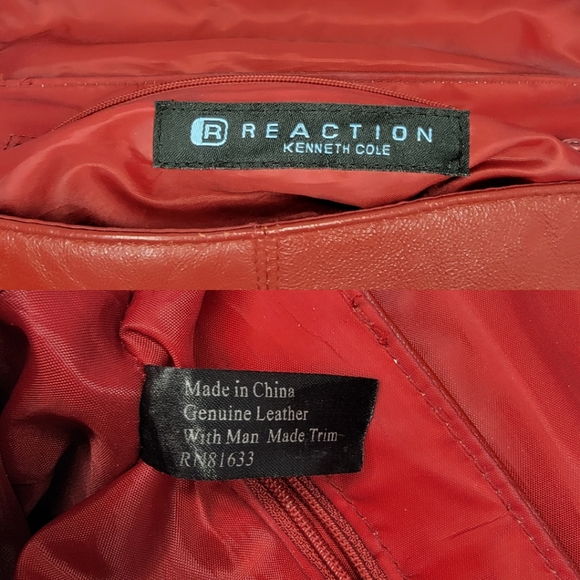 R REACTION
KENNETH COLE
Made in China
Genuine Leather
With Man Made Trim
RN81633